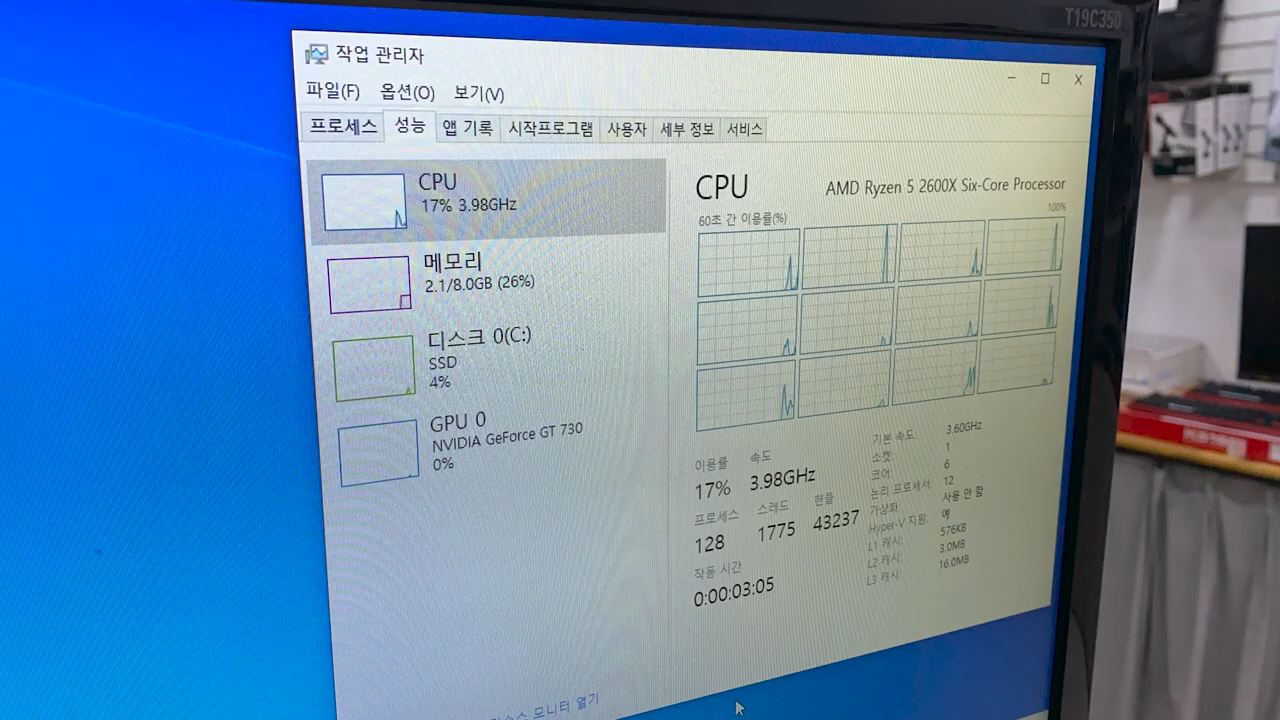 T19C350
작업 관리자
파일(F) 옵션(O) 보기(V)
프로세스 성능 앱 기록 시작프로그램 사용자 세부 정보 서비스
CPU
17% 3.98GHz
메모리
2.1/8.0GB (26%)
디스크 0(C:)
SSD
4%
GPU 0
NVIDIA GeForce GT 730
0%
CPU AMD Ryzen 5 2600X Six-Core Processor
60초 간 이용률(%) 100%
이용률 속도
17% 3.98GHz
프로세스 스레드 핸들
128 1775 43237
작동 시간
0:00:03:05
기본 속도: 3.60GHz
소켓: 1
코어: 6
논리 프로세서: 12
가상화: 사용 안 함
Hyper-V 지원: 예
L1 캐시: 576KB
L2 캐시: 3.0MB
L3 캐시: 16.0MB
모니터 열기